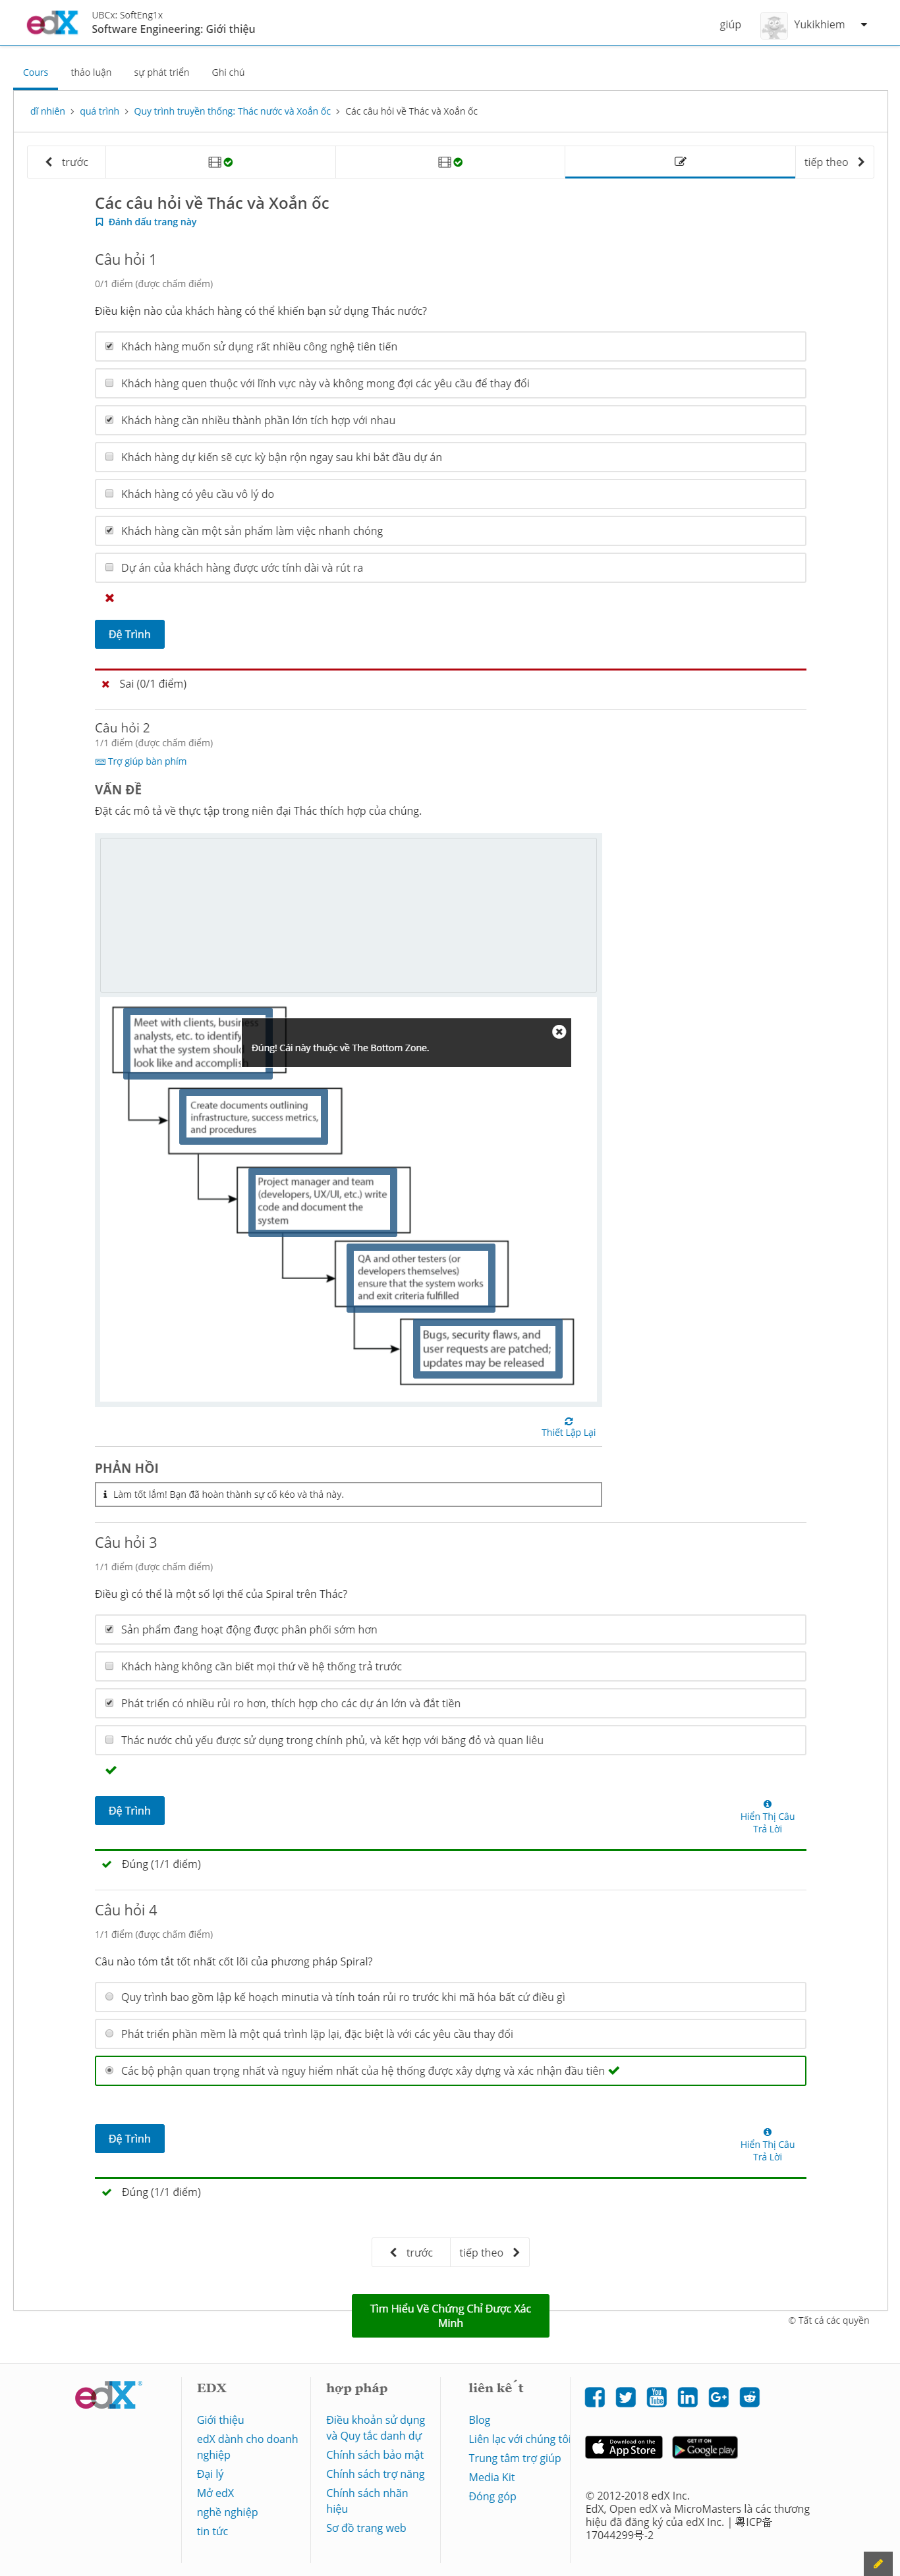 edX
UBCx: SoftEng1x
Software Engineering: Giới thiệu
giúp
Yukikhiem
Cours
thảo luận
sự phát triển
Ghi chú
dĩ nhiên > quá trình > Quy trình truyền thống: Thác nước và Xoắn ốc > Các câu hỏi về Thác và Xoắn ốc
trước
tiếp theo
Các câu hỏi về Thác và Xoắn ốc
Đánh dấu trang này
Câu hỏi 1
0/1 điểm (được chấm điểm)
Điều kiện nào của khách hàng có thể khiến bạn sử dụng Thác nước?
Khách hàng muốn sử dụng rất nhiều công nghệ tiên tiến
Khách hàng quen thuộc với lĩnh vực này và không mong đợi các yêu cầu để thay đổi
Khách hàng cần nhiều thành phần lớn tích hợp với nhau
Khách hàng dự kiến sẽ cực kỳ bận rộn ngay sau khi bắt đầu dự án
Khách hàng có yêu cầu vô lý do
Khách hàng cần một sản phẩm làm việc nhanh chóng
Dự án của khách hàng được ước tính dài và rút ra
Đệ Trình
Sai (0/1 điểm)
Câu hỏi 2
1/1 điểm (được chấm điểm)
Trợ giúp bàn phím
VẤN ĐỀ
Đặt các mô tả về thực tập trong niên đại Thác thích hợp của chúng.
Meet with clients, business
analysts, etc. to identify
what the system should
look like and accomplish
Đúng! Cái này thuộc về The Bottom Zone.
Create documents outlining
infrastructure, success metrics,
and procedures
Project manager and team
(developers, UX/UI, etc.) write
code and document the
system
QA and other testers (or
developers themselves)
ensure that the system works
and exit criteria fulfilled
Bugs, security flaws, and
user requests are patched;
updates may be released
Thiết Lập Lại
PHẢN HỒI
Làm tốt lắm! Bạn đã hoàn thành sự cố kéo và thả này.
Câu hỏi 3
1/1 điểm (được chấm điểm)
Điều gì có thể là một số lợi thế của Spiral trên Thác?
Sản phẩm đang hoạt động được phân phối sớm hơn
Khách hàng không cần biết mọi thứ về hệ thống trả trước
Phát triển có nhiều rủi ro hơn, thích hợp cho các dự án lớn và đắt tiền
Thác nước chủ yếu được sử dụng trong chính phủ, và kết hợp với băng đỏ và quan liêu
Đệ Trình
Hiển Thị Câu
Trả Lời
Đúng (1/1 điểm)
Câu hỏi 4
1/1 điểm (được chấm điểm)
Câu nào tóm tắt tốt nhất cốt lõi của phương pháp Spiral?
Quy trình bao gồm lập kế hoạch minutia và tính toán rủi ro trước khi mã hóa bất cứ điều gì
Phát triển phần mềm là một quá trình lặp lại, đặc biệt là với các yêu cầu thay đổi
Các bộ phận quan trọng nhất và nguy hiểm nhất của hệ thống được xây dựng và xác nhận đầu tiên
Đệ Trình
Hiển Thị Câu
Trả Lời
Đúng (1/1 điểm)
trước
tiếp theo
Tìm Hiểu Về Chứng Chỉ Được Xác
Minh
© Tất cả các quyền
edX
EDX
Giới thiệu
edX dành cho doanh
nghiệp
Đại lý
Mở edX
nghề nghiệp
tin tức
hợp pháp
Điều khoản sử dụng
và Quy tắc danh dự
Chính sách bảo mật
Chính sách trợ năng
Chính sách nhãn
hiệu
Sơ đồ trang web
liên kết
Blog
Liên lạc với chúng tôi
Trung tâm trợ giúp
Media Kit
Đóng góp
You Tube
Download on the
App Store
GET IT ON
Google play
© 2012-2018 edX Inc.
EdX, Open edX và MicroMasters là các thương
hiệu đã đăng ký của edX Inc. | 粤ICP备
17044299号-2